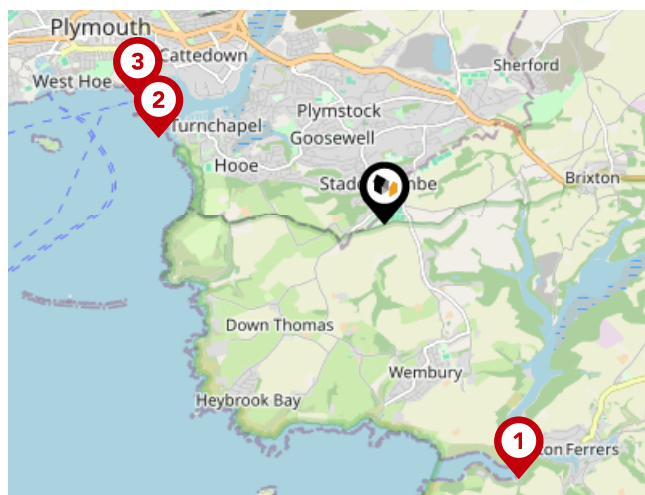 Plymouth
Cattedown
3
West Hoe
Sherford
2
Plymstock
Turnchapel
Goosewell
Hooe
Brixton
Down Thomas
Wembury
Heybrook Bay
1
on Ferrers